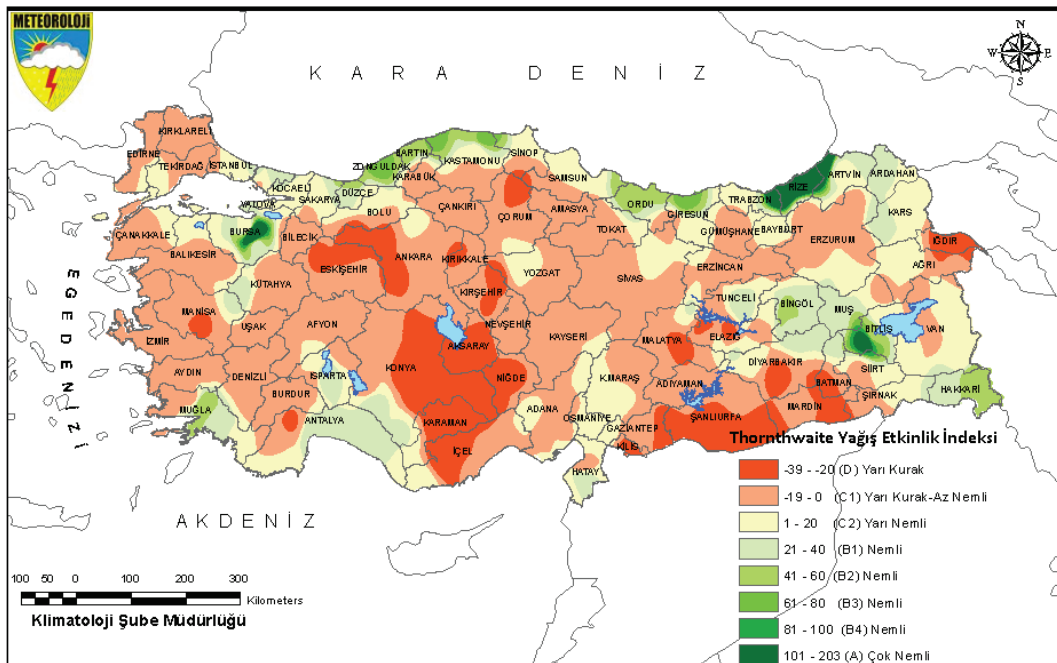 METEOROLOJİ
N
W E
S
KARA DENİZ
KIRKLARELİ
EDİRNE
TEKİRDAĞ
İSTANBUL
KOCAELİ
YALOVA
SAKARYA
DÜZCE
ZONGULDAK
BARTIN
KARABÜK
KASTAMONU
SİNOP
SAMSUN
ORDU
GİRESUN
TRABZON
RİZE
ARTVİN
ARDAHAN
KARS
ÇANAKKALE
BURSA
BİLECİK
BOLU
ÇANKIRI
ÇORUM
AMASYA
TOKAT
GÜMÜŞHANE
BAYBURT
ERZURUM
IĞDIR
AĞRI
BALIKESİR
KÜTAHYA
ESKİŞEHİR
ANKARA
KIRIKKALE
YOZGAT
SİVAS
ERZİNCAN
TUNCELİ
BİNGÖL
MUŞ
BİTLİS
VAN
EGE DENİZİ
MANİSA
UŞAK
AFYON
KIRŞEHİR
NEVŞEHİR
KAYSERİ
MALATYA
ELAZIĞ
İZMİR
AYDIN
DENİZLİ
ISPARTA
KONYA
AKSARAY
NİĞDE
K.MARAŞ
ADIYAMAN
DİYARBAKIR
BATMAN
SİİRT
ŞIRNAK
HAKKARİ
MUĞLA
BURDUR
ANTALYA
KARAMAN
İÇEL
ADANA
OSMANİYE
GAZİANTEP
KİLİS
ŞANLIURFA
MARDİN
HATAY
AKDENİZ
Thornthwaite Yağış Etkinlik İndeksi
-39 - -20 (D) Yarı Kurak
-19 - 0 (C1) Yarı Kurak-Az Nemli
1 - 20 (C2) Yarı Nemli
21 - 40 (B1) Nemli
41 - 60 (B2) Nemli
61 - 80 (B3) Nemli
81 - 100 (B4) Nemli
101 - 203 (A) Çok Nemli
100 50 0 100 200 300
Kilometers
Klimatoloji Şube Müdürlüğü